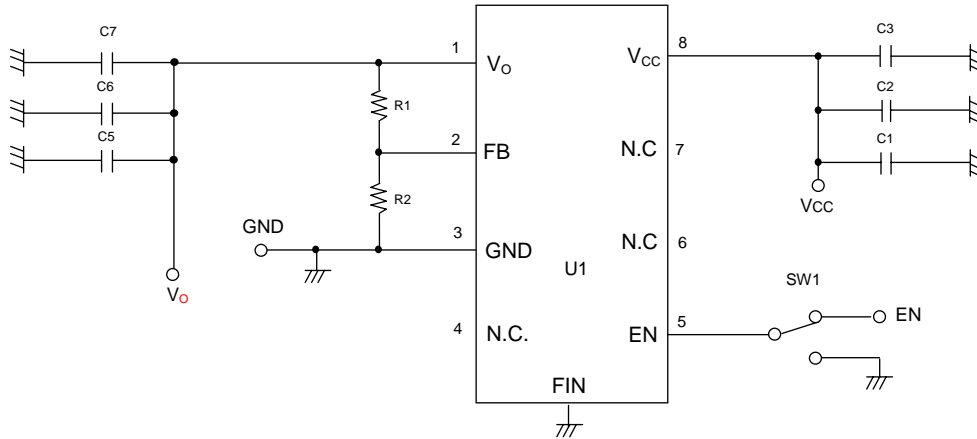 C7
C6
C5
VO
R1
R2
GND
1
2
3
4
VO
FB
GND
N.C.
U1
FIN
VCC
N.C
N.C
EN
8
7
6
5
C3
C2
C1
VCC
SW1
EN